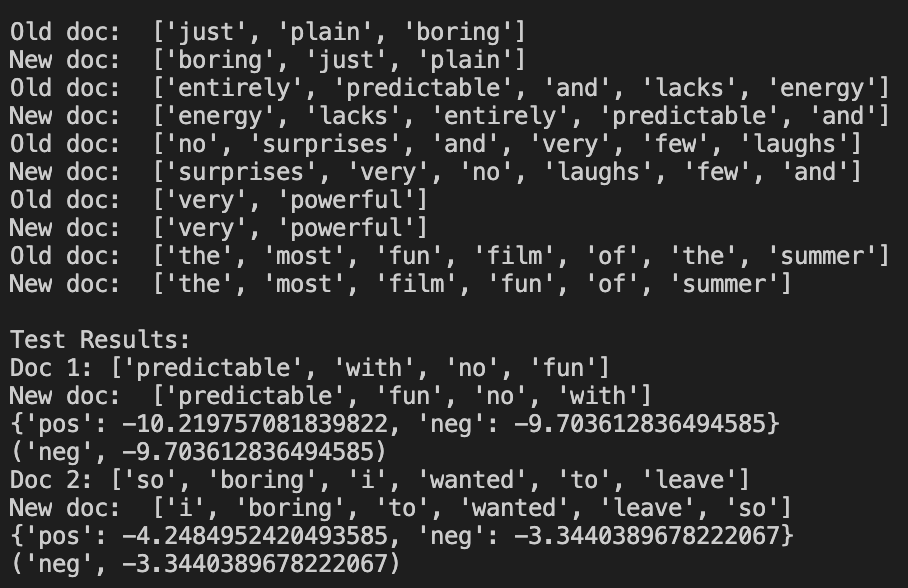 Old doc:  ['just', 'plain', 'boring']
New doc:  ['boring', 'just', 'plain']
Old doc:  ['entirely', 'predictable', 'and', 'lacks', 'energy']
New doc:  ['energy', 'lacks', 'entirely', 'predictable', 'and']
Old doc:  ['no', 'surprises', 'and', 'very', 'few', 'laughs']
New doc:  ['surprises', 'very', 'no', 'laughs', 'few', 'and']
Old doc:  ['very', 'powerful']
New doc:  ['very', 'powerful']
Old doc:  ['the', 'most', 'fun', 'film', 'of', 'the', 'summer']
New doc:  ['the', 'most', 'film', 'fun', 'of', 'summer']

Test Results:
Doc 1: ['predictable', 'with', 'no', 'fun']
New doc:  ['predictable', 'fun', 'no', 'with']
{'pos': -10.219757081839822, 'neg': -9.703612836494585}
('neg', -9.703612836494585)
Doc 2: ['so', 'boring', 'i', 'wanted', 'to', 'leave']
New doc:  ['i', 'boring', 'to', 'wanted', 'leave', 'so']
{'pos': -4.2484952420493585, 'neg': -3.3440389678222067}
('neg', -3.3440389678222067)